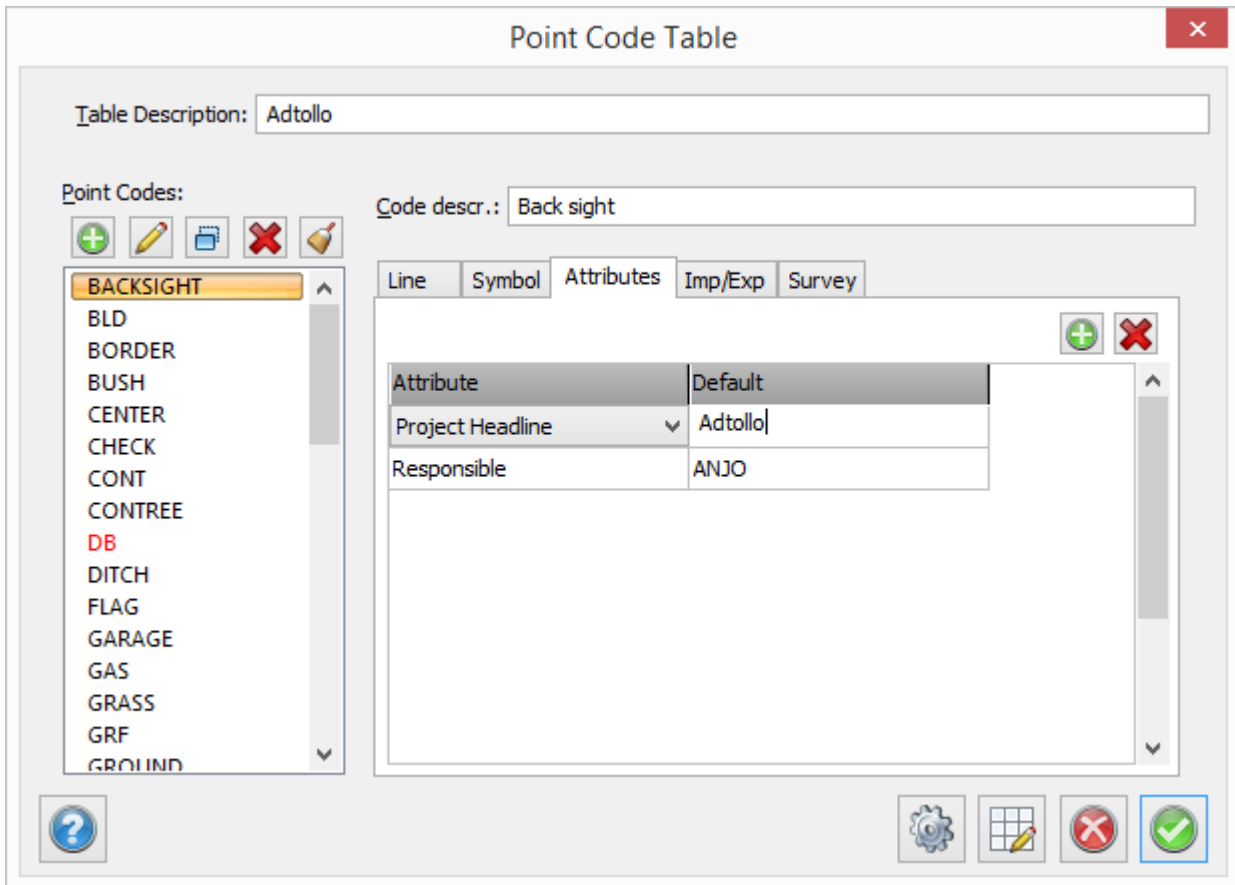 Point Code Table
Table Description: Adtollo
Point Codes:
Code descr.: Back sight
Line Symbol Attributes Imp/Exp Survey
BACKSIGHT
BLD
BORDER
BUSH
CENTER
CHECK
CONT
CONTREE
DB
DITCH
FLAG
GARAGE
GAS
GRASS
GRF
GROUND
Attribute Default
Project Headline Adtollo
Responsible ANJO